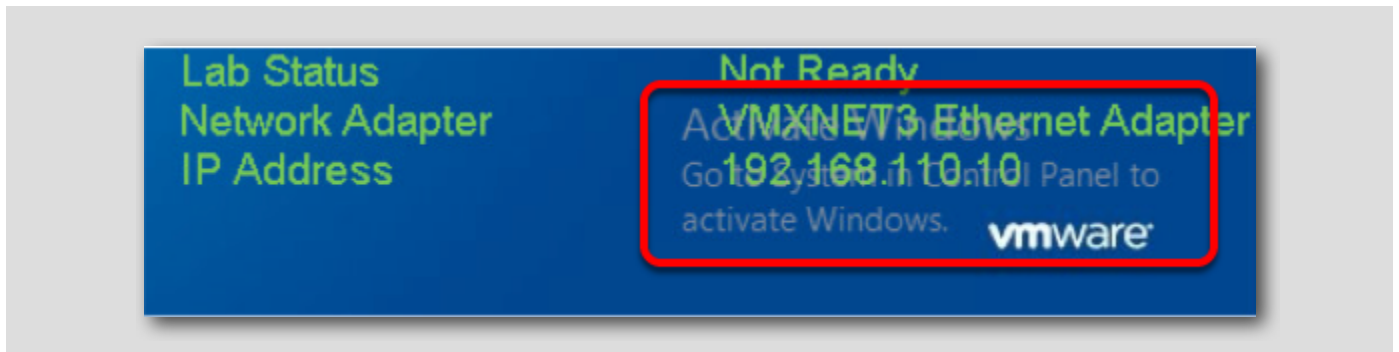 Lab Status Not Ready
Network Adapter VMXNET3 Ethernet Adapter
IP Address 192.168.110.10
Activate Windows
Go to System in Control Panel to
activate Windows.
vmware